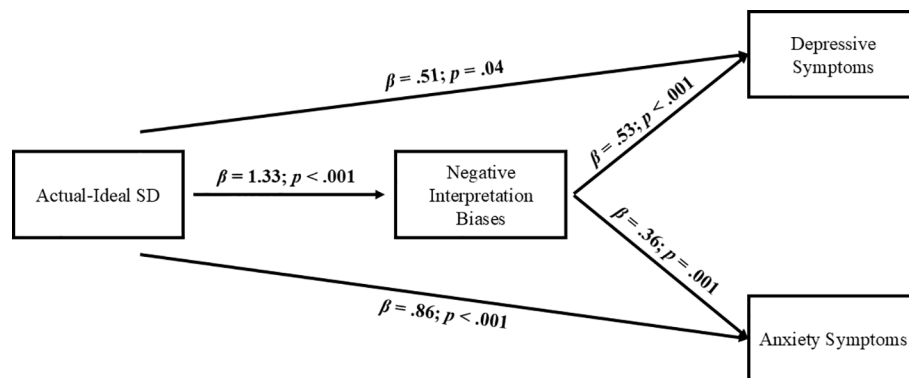 Depressive
Symptoms
β = .51; p = .04
β = .53; p < .001
Actual-Ideal SD
β = 1.33; p < .001
Negative
Interpretation
Biases
β = .36; p = .001
β = .86; p < .001
Anxiety Symptoms